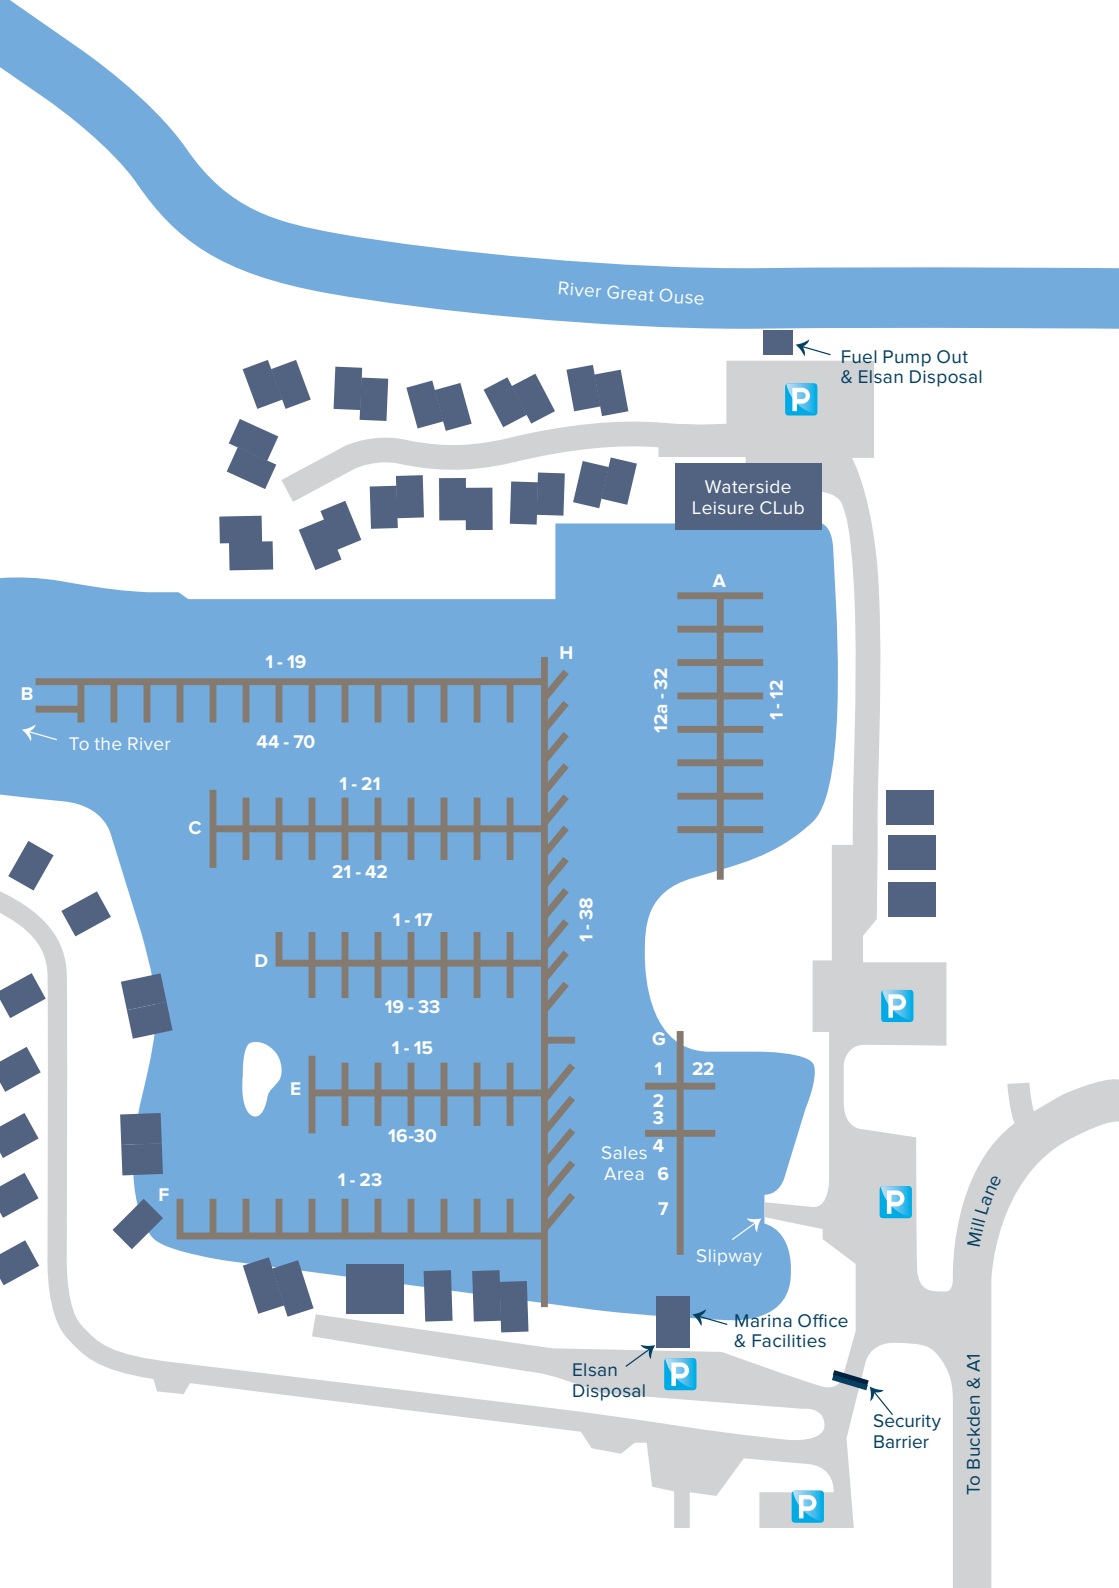 River Great Ouse
Fuel Pump Out
& Elsan Disposal
P
Waterside
Leisure CLub
A
12a - 32
1 - 12
H
1 - 19
B
44 - 70
To the River
1 - 21
C
21 - 42
1 - 38
1 - 17
D
19 - 33
P
G
1
22
2
3
4
Sales
Area
6
7
1 - 15
E
16-30
1 - 23
F
P
Mill Lane
Slipway
Marina Office
& Facilities
Elsan
Disposal
P
Security
Barrier
To Buckden & A1
P